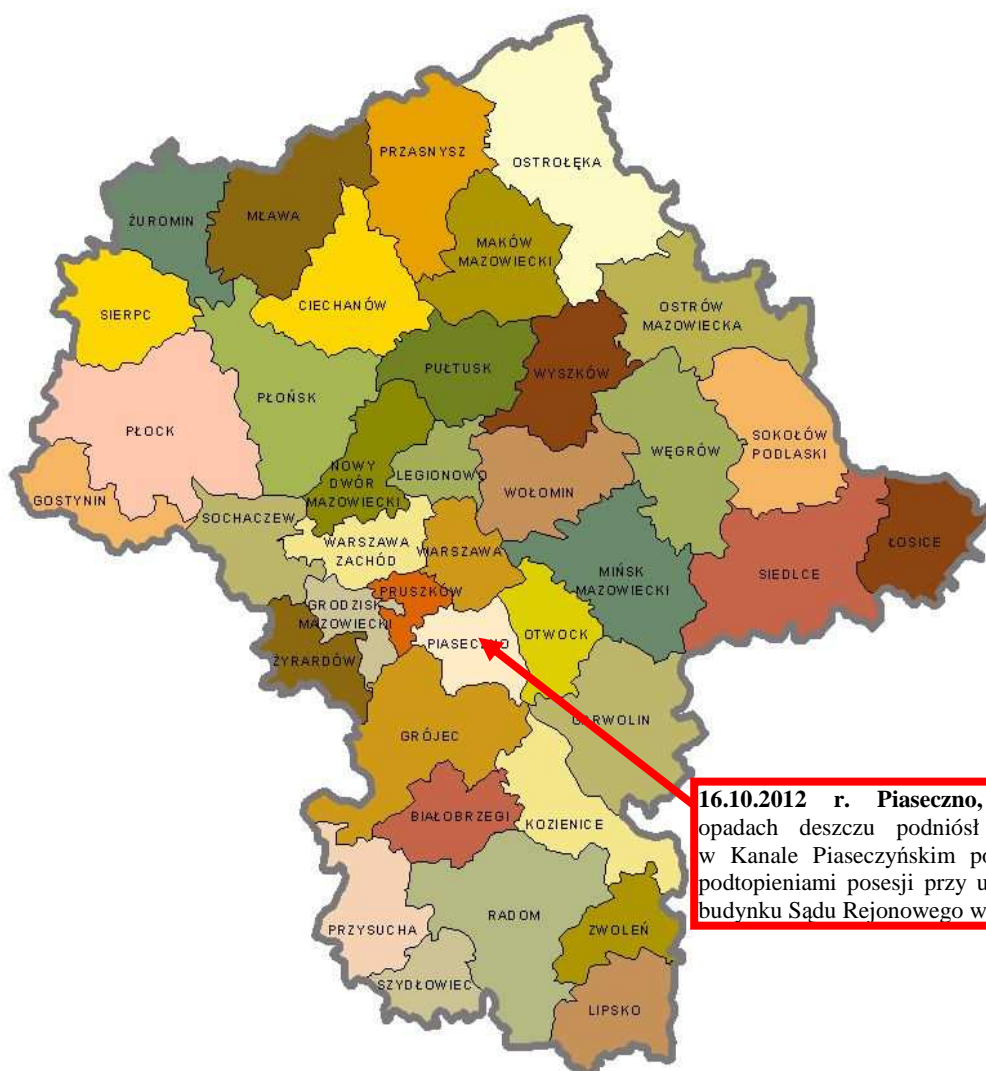 PRZASNYSZ
OSTROŁĘKA
ŻUROMIN
MŁAWA
MAKÓW
MAZOWIECKI
CIECHANÓW
SIERPC
OSTRÓW
MAZOWIECKA
PUŁTUSK
WYSZKÓW
PŁOŃSK
PŁOCK
SOKOŁÓW
PODLASKI
WĘGRÓW
NOWY
DWÓR
MAZOWIECKI
LEGIONOWO
WOŁOMIN
GOSTYNIN
SOCHACZEW
WARSZAWA
ZACHÓD
WARSZAWA
ŁOSICE
SIEDLCE
MIŃSK
MAZOWIECKI
PRUSZKÓW
GRODZISK
MAZOWIECKI
PIASECZNO
OTWOCK
ŻYRARDÓW
GARWOLIN
GRÓJEC
BIAŁOBRZEGI
KOZIENICE
16.10.2012 r. Piaseczno,
opadach deszczu podniósł
w Kanale Piaseczyńskim
podtopieniami posesji przy
budynku Sądu Rejonowego w
RADOM
PRZYSUCHA
ZWOLEŃ
SZYDŁOWIEC
LIPSKO